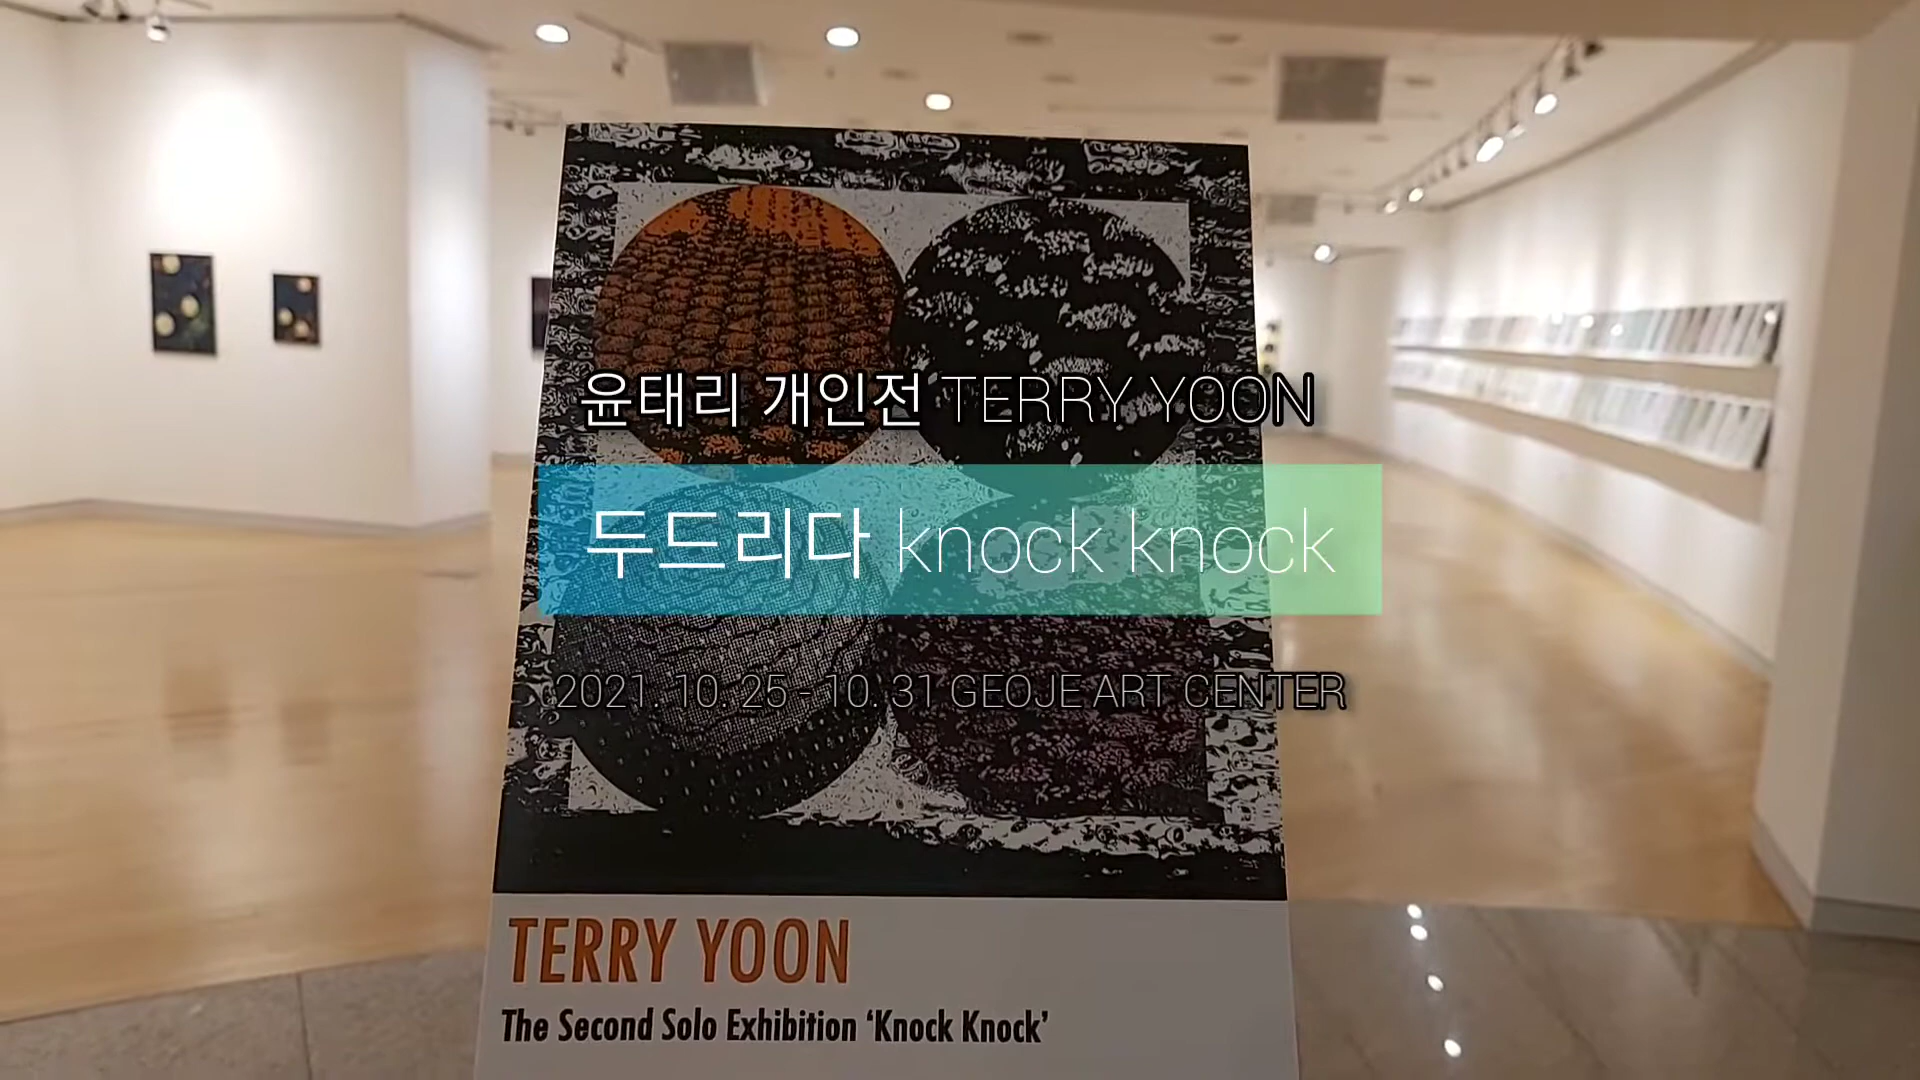 윤태리 개인전 TERRY YOON
두드리다 knock knock
2021. 10. 25 - 10. 31 GEOJE ART CENTER
TERRY YOON
The Second Solo Exhibition ‘Knock Knock’